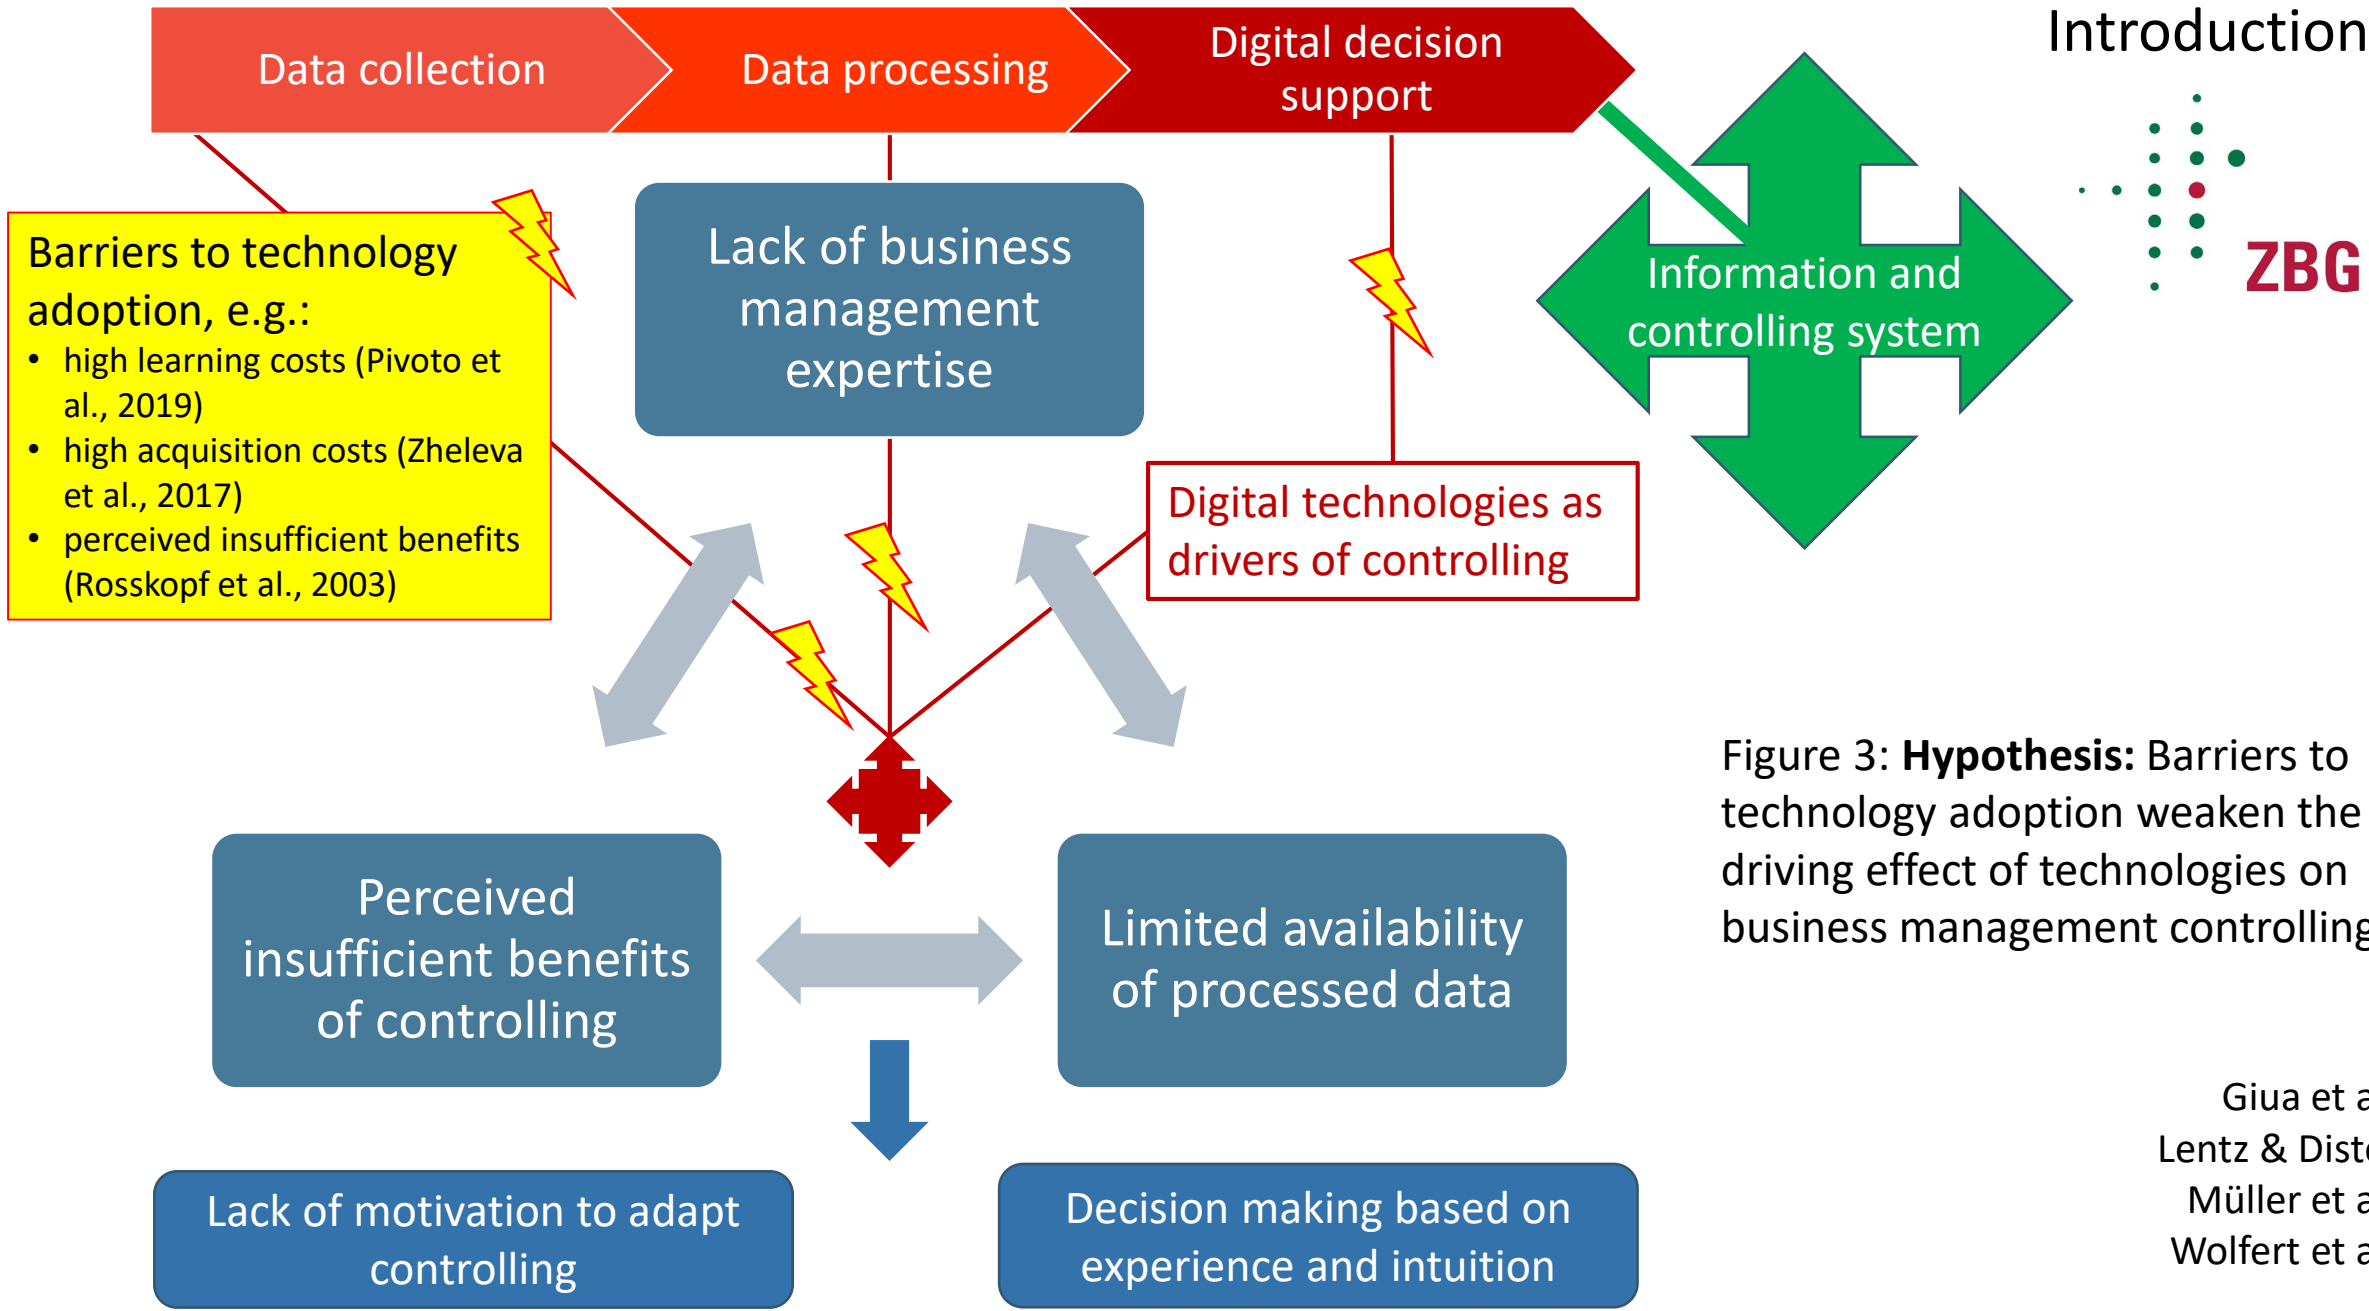 Introduction
Data collection
Data processing
Digital decision
support
ZBG
Barriers to technology
adoption, e.g.:
• high learning costs (Pivoto et
al., 2019)
• high acquisition costs (Zheleva
et al., 2017)
• perceived insufficient benefits
(Rosskopf et al., 2003)
Lack of business
management
expertise
Information and
controlling system
Digital technologies as
drivers of controlling
Figure 3: Hypothesis: Barriers to
technology adoption weaken the
driving effect of technologies on
business management controlling
Perceived
insufficient benefits
of controlling
Limited availability
of processed data
Giua et
Lentz &
Müller et
Wolfert et
Lack of motivation to adapt
controlling
Decision making based on
experience and intuition